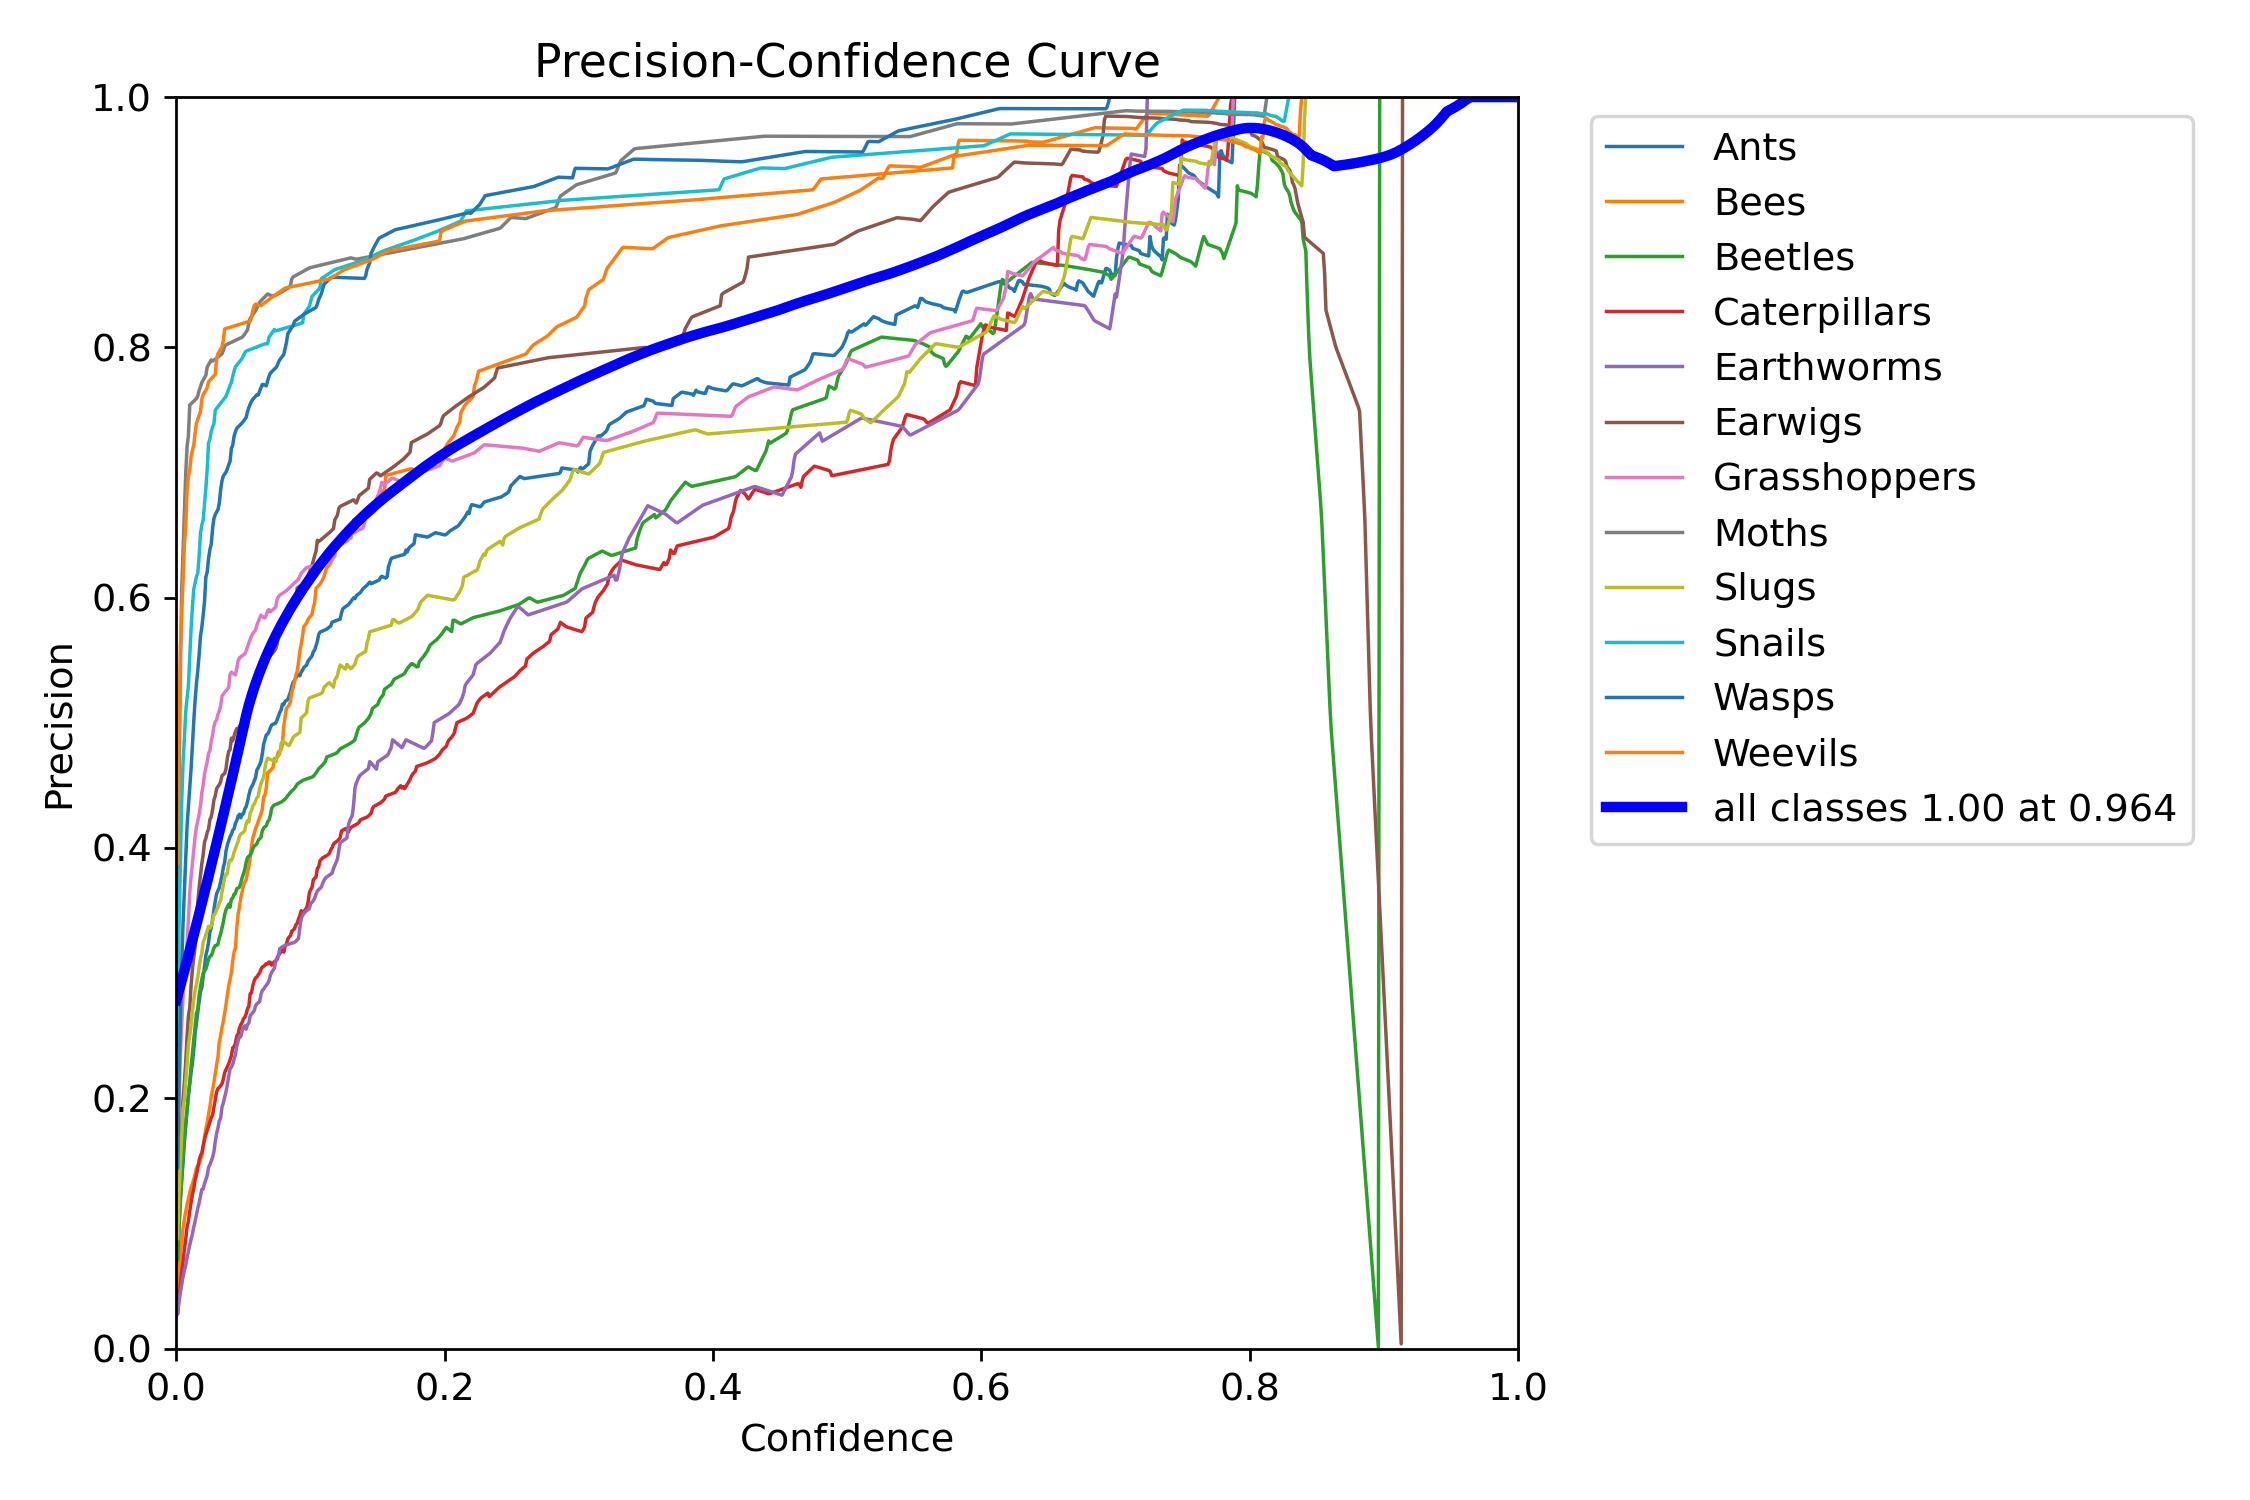 Precision-Confidence Curve
1.0
0.8
0.6
0.4
0.2
0.0
Precision
0.0
0.2
0.4
0.6
0.8
1.0
Confidence
Ants
Bees
Beetles
Caterpillars
Earthworms
Earwigs
Grasshoppers
Moths
Slugs
Snails
Wasps
Weevils
all classes 1.00 at 0.964